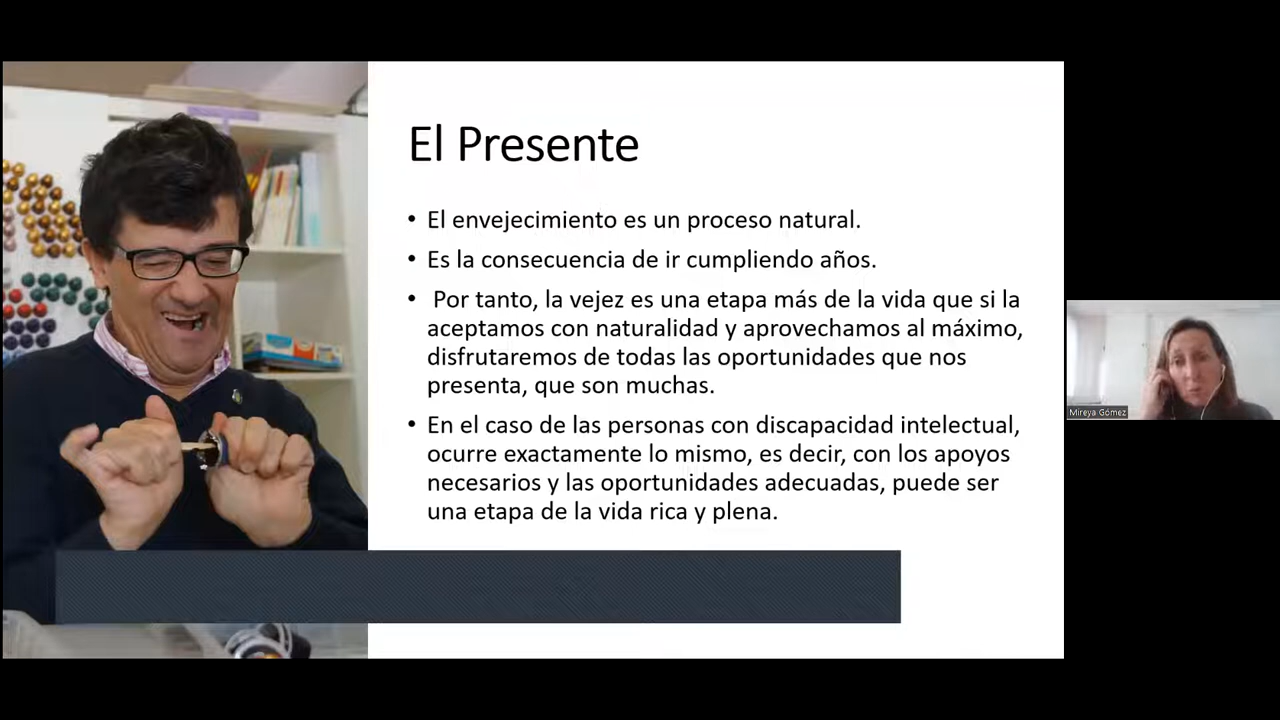 El Presente
• El envejecimiento es un proceso natural.
• Es la consecuencia de ir cumpliendo años.
• Por tanto, la vejez es una etapa más de la vida que si la
aceptamos con naturalidad y aprovechamos al máximo,
disfrutaremos de todas las oportunidades que nos
presenta, que son muchas.
• En el caso de las personas con discapacidad intelectual,
ocurre exactamente lo mismo, es decir, con los apoyos
necesarios y las oportunidades adecuadas, puede ser
una etapa de la vida rica y plena.
Mireya Gómez